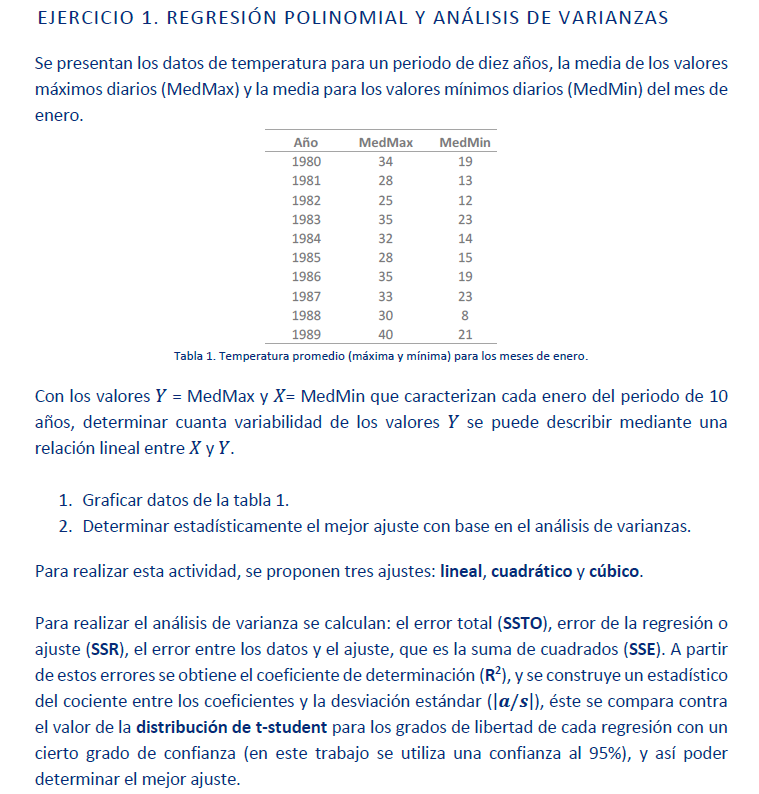 EJERCICIO 1. REGRESIÓN POLINOMIAL Y ANÁLISIS DE VARIANZAS
Se presentan los datos de temperatura para un periodo de diez años, la media de los valores
máximos diarios (MedMax) y la media para los valores mínimos diarios (MedMin) del mes de
enero.
Año MedMax MedMin
1980 34 19
1981 28 13
1982 25 12
1983 35 23
1984 32 14
1985 28 15
1986 35 19
1987 33 23
1988 30 8
1989 40 21
Tabla 1. Temperatura promedio (máxima y mínima) para los meses de enero.
Con los valores Y = MedMax y X= MedMin que caracterizan cada enero del periodo de 10
años, determinar cuanta variabilidad de los valores Y se puede describir mediante una
relación lineal entre X y Y.
1. Graficar datos de la tabla 1.
2. Determinar estadísticamente el mejor ajuste con base en el análisis de varianzas.
Para realizar esta actividad, se proponen tres ajustes: lineal, cuadrático y cúbico.
Para realizar el análisis de varianza se calculan: el error total (SSTO), error de la regresión o
ajuste (SSR), el error entre los datos y el ajuste, que es la suma de cuadrados (SSE). A partir
de estos errores se obtiene el coeficiente de determinación (R²), y se construye un estadístico
del cociente entre los coeficientes y la desviación estándar (|a/s|), éste se compara contra
el valor de la distribución de t-student para los grados de libertad de cada regresión con un
cierto grado de confianza (en este trabajo se utiliza una confianza al 95%), y así poder
determinar el mejor ajuste.